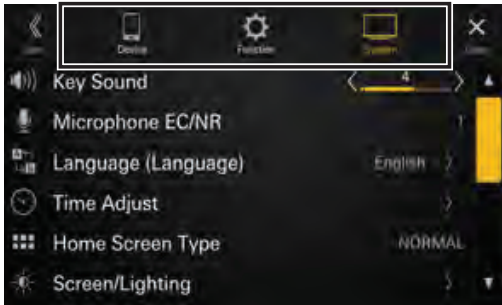 Device Function System
Key Sound 4
Microphone EC/NR
Language (Language) English
Time Adjust
Home Screen Type NORMAL
Screen/Lighting